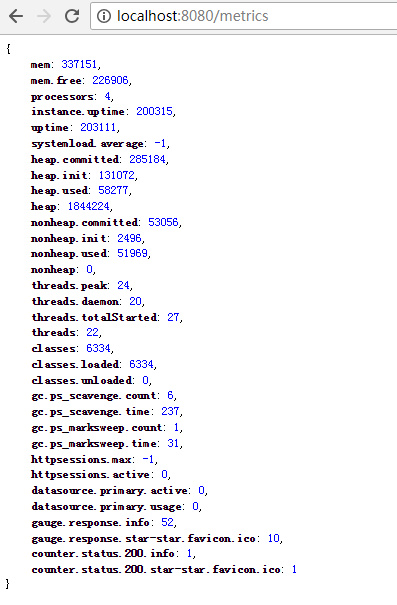 localhost:8080/metrics
{
mem: 337151,
mem.free: 226906,
processors: 4,
instance.uptime: 200315,
uptime: 203111,
systemload.average: -1,
heap.committed: 285184,
heap.init: 131072,
heap.used: 58277,
heap: 1844224,
nonheap.committed: 53056,
nonheap.init: 2496,
nonheap.used: 51969,
nonheap: 0,
threads.peak: 24,
threads.daemon: 20,
threads.totalStarted: 27,
threads: 22,
classes: 6334,
classes.loaded: 6334,
classes.unloaded: 0,
gc.ps_scavenge.count: 6,
gc.ps_scavenge.time: 237,
gc.ps_marksweep.count: 1,
gc.ps_marksweep.time: 31,
httpsessions.max: -1,
httpsessions.active: 0,
datasource.primary.active: 0,
datasource.primary.usage: 0,
gauge.response.info: 52,
gauge.response.star-star.favicon.ico: 10,
counter.status.200.info: 1,
counter.status.200.star-star.favicon.ico: 1
}